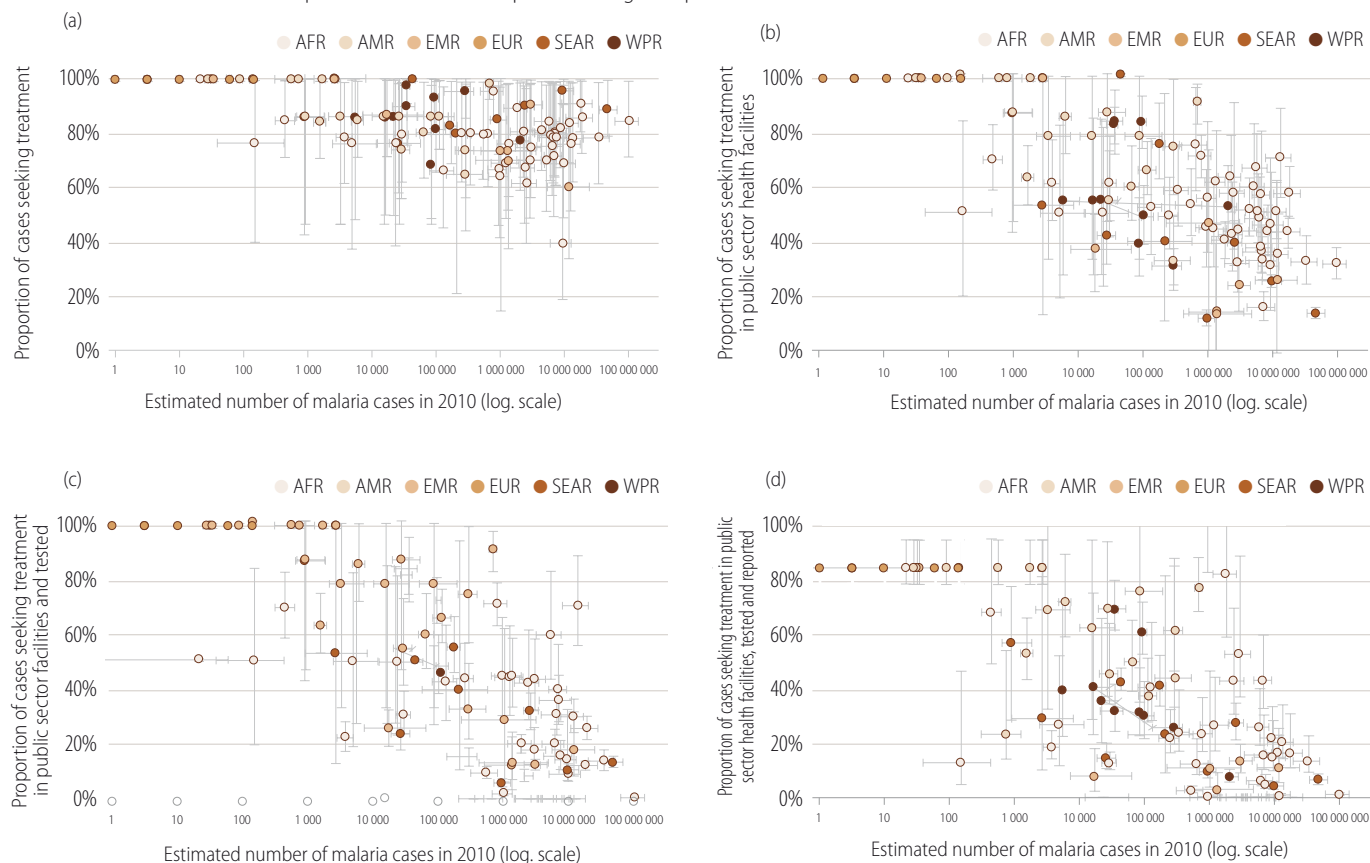 (a)
AFR AMR EMR EUR SEAR WPR
Proportion of cases seeking treatment
100%
80%
60%
40%
20%
0%
1 10 100 1 000 10 000 100 000 1 000 000 10 000 000 100 000 000
Estimated number of malaria cases in 2010 (log. scale)
(b)
AFR AMR EMR EUR SEAR WPR
Proportion of cases seeking treatment
in public sector health facilities
100%
80%
60%
40%
20%
0%
1 10 100 1 000 10 000 100 000 1 000 000 10 000 000 100 000 000
Estimated number of malaria cases in 2010 (log. scale)
(c)
AFR AMR EMR EUR SEAR WPR
Proportion of cases seeking treatment
in public sector facilities and tested
100%
80%
60%
40%
20%
0%
1 10 100 1 000 10 000 100 000 1 000 000 10 000 000 100 000 000
Estimated number of malaria cases in 2010 (log. scale)
(d)
AFR AMR EMR EUR SEAR WPR
Proportion of cases seeking treatment in public
sector health facilities, tested and reported
100%
80%
60%
40%
20%
0%
1 10 100 1 000 10 000 100 000 1 000 000 10 000 000 100 000 000
Estimated number of malaria cases in 2010 (log. scale)